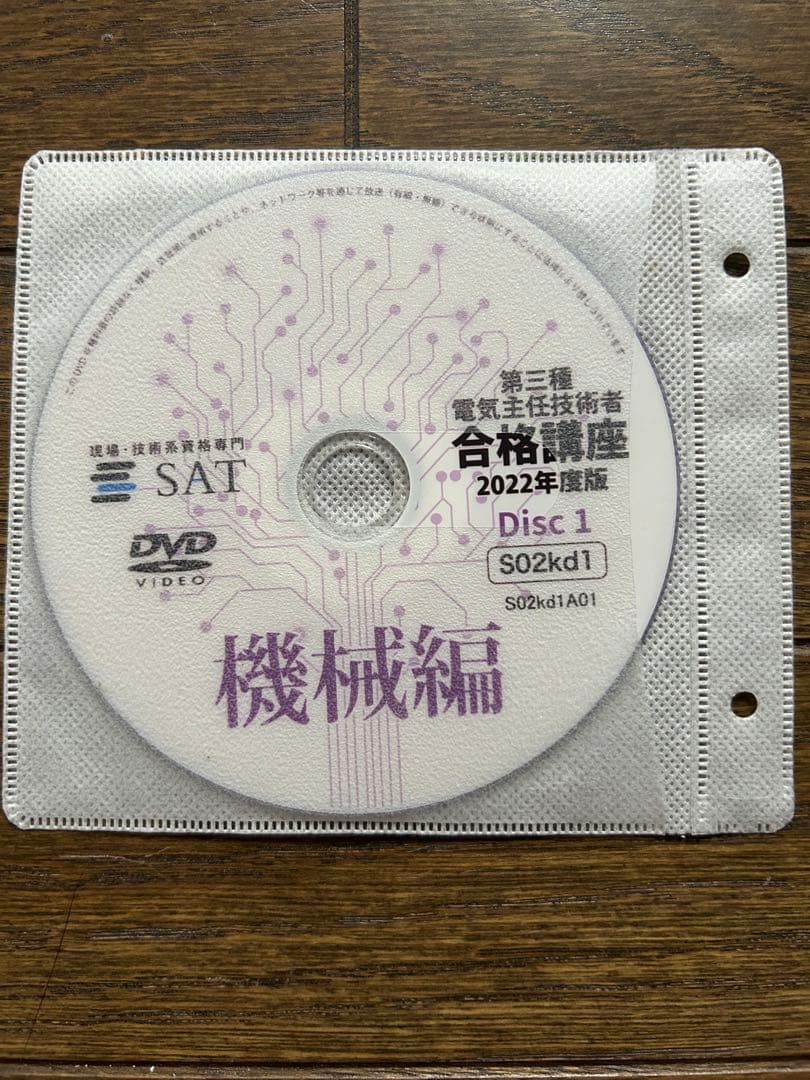 第三種
電気主任技術者
合格講座
2022年度版
Disc 1
S02kd1
S02kd1A01
現場・技術系資格専門
SAT
DVD
VIDEO
機械編